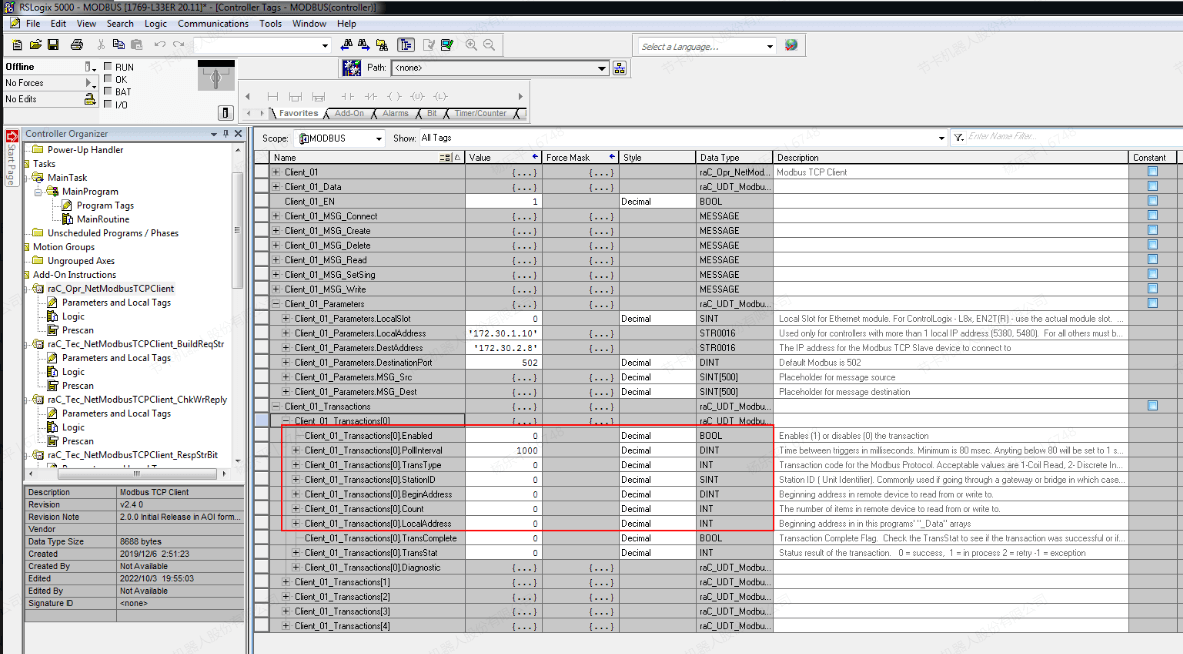 RSLogix 5000 - MODBUS [1769-L33ER 20.11]* - [Controller Tags - MODBUS(controller)]
File Edit View Search Logic Communications Tools Window Help
Select a Language...
Offline
RUN
Path: <none>
No Forces
OK
No Edits
BAT
I/O
Favorites Add-On Alarms Bit Timer/Counter
Start Page
Controller Organizer
Power-Up Handler
Tasks
MainTask
MainProgram
Program Tags
MainRoutine
Unscheduled Programs / Phases
Motion Groups
Ungrouped Axes
Add-On Instructions
raC_Opr_NetModbusTCPClient
Parameters and Local Tags
Logic
Prescan
raC_Tec_NetModbusTCPClient_BuildReqStr
Parameters and Local Tags
Logic
Prescan
raC_Tec_NetModbusTCPClient_ChkWrReply
Parameters and Local Tags
Logic
Prescan
raC_Tec_NetModbusTCPClient_RespStrBit
Description Modbus TCP Client
Revision v2.4 0
Revision Note 2.0.0 Initial Release in AOI form...
Vendor
Data Type Size 8688 bytes
Created 2019/12/6 2:51:23
Created By Not Available
Edited 2022/10/3 19:55:03
Edited By Not Available
Signature ID <none>
Scope: MODBUS Show: All Tags Enter Name Filter...
Name Value Force Mask Style Data Type Description Constant
Client_01 {...} {...} raC_Opr_NetMod... Modbus TCP Client
Client_01_Data {...} {...} raC_UDT_Modbu...
Client_01_EN 1 Decimal BOOL
Client_01_MSG_Connect {...} {...} MESSAGE
Client_01_MSG_Create {...} {...} MESSAGE
Client_01_MSG_Delete {...} {...} MESSAGE
Client_01_MSG_Read {...} {...} MESSAGE
Client_01_MSG_SetSing {...} {...} MESSAGE
Client_01_MSG_Write {...} {...} MESSAGE
Client_01_Parameters {...} {...} raC_UDT_Modbu...
Client_01_Parameters.LocalSlot 0 Decimal SINT Local Slot for Ethernet module. For ControlLogix - L8x, EN2T(R) - use the actual module slot.
Client_01_Parameters.LocalAddress '172.30.1.10' {...} STR0016 Used only for controllers with more than 1 local IP address (5380, 5480). For all others must b...
Client_01_Parameters.DestAddress '172.30.2.8' {...} STR0016 The IP address for the Modbus TCP Slave device to connect to
Client_01_Parameters.DestinationPort 502 Decimal DINT Default Modbus is 502
Client_01_Parameters.MSG_Src {...} {...} Decimal SINT[500] Placeholder for message source
Client_01_Parameters.MSG_Dest {...} {...} Decimal SINT[500] Placeholder for message destination
Client_01_Transactions {...} {...} raC_UDT_Modbu...
Client_01_Transactions[0] {...} {...} raC_UDT_Modbu...
Client_01_Transactions[0].Enabled 0 Decimal BOOL Enables (1) or disables (0) the transaction
Client_01_Transactions[0].PollInterval 1000 Decimal DINT Time between triggers in milliseconds. Minimum is 80 msec. Anything below 80 will be set to 1 s...
Client_01_Transactions[0].TransType 0 Decimal INT Transaction code for the Modbus Protocol. Acceptable values are 1-Coil Read, 2- Discrete In...
Client_01_Transactions[0].StationID 0 Decimal SINT Station ID ( Unit Identifier). Commonly used if going through a gateway or bridge in which case...
Client_01_Transactions[0].BeginAddress 0 Decimal DINT Beginning address in remote device to read from or write to.
Client_01_Transactions[0].Count 0 Decimal INT The number of items in remote device to read from or write to.
Client_01_Transactions[0].LocalAddress 0 Decimal INT Beginning address in in this programs' "_Data" arrays
Client_01_Transactions[0].TransComplete 0 Decimal BOOL Transaction Complete Flag. Check the TransStat to see if the transaction was successful or if...
Client_01_Transactions[0].TransStat 0 Decimal INT Status result of the transaction. 0 = success, 1 = in process 2 = retry -1 = exception
Client_01_Transactions[0].Diagnostic {...} {...} raC_UDT_Modbu...
Client_01_Transactions[1] {...} {...} raC_UDT_Modbu...
Client_01_Transactions[2] {...} {...} raC_UDT_Modbu...
Client_01_Transactions[3] {...} {...} raC_UDT_Modbu...
Client_01_Transactions[4] {...} {...} raC_UDT_Modbu...